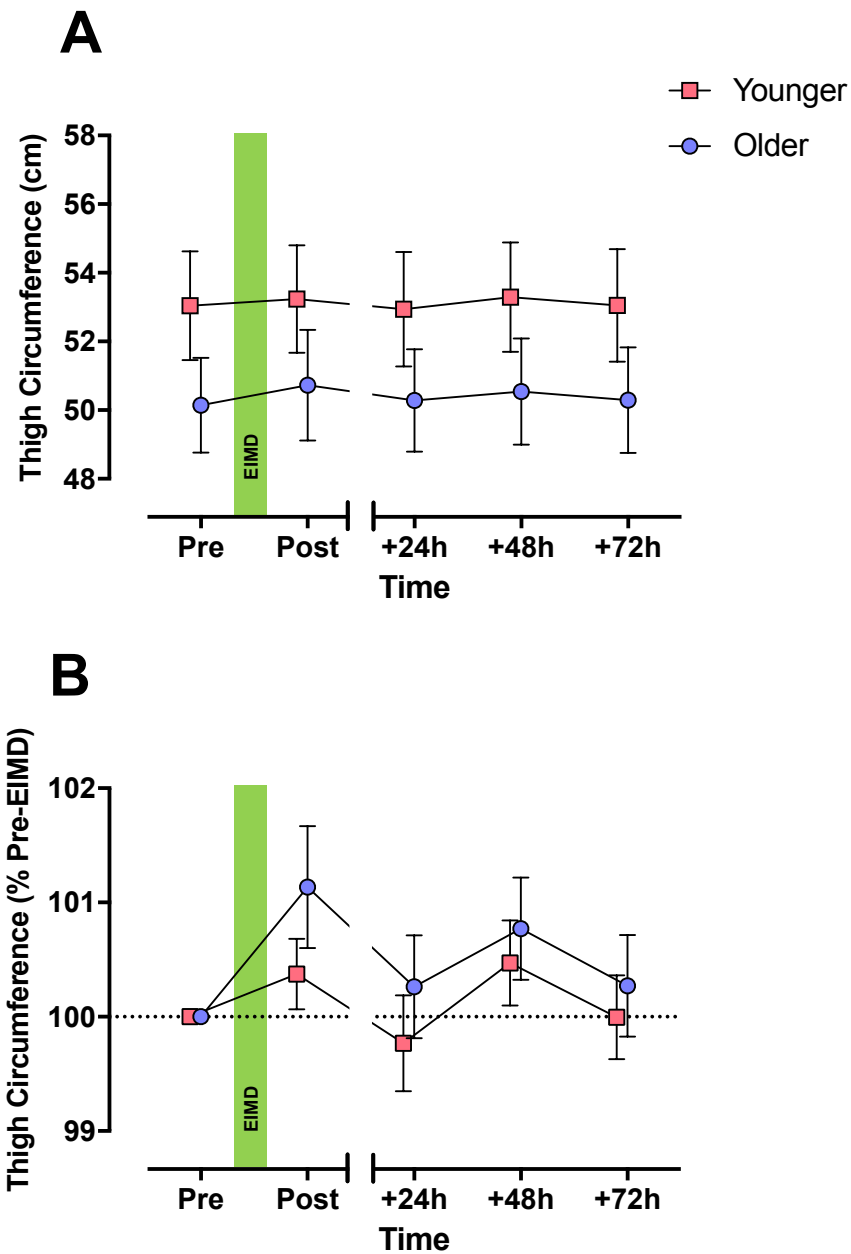 A
Younger
Older
Thigh Circumference (cm)
58
56
54
52
50
48
EIMD
Pre
Post
+24h
+48h
+72h
Time
B
Thigh Circumference (% Pre-EIMD)
102
101
100
99
EIMD
Pre
Post
+24h
+48h
+72h
Time